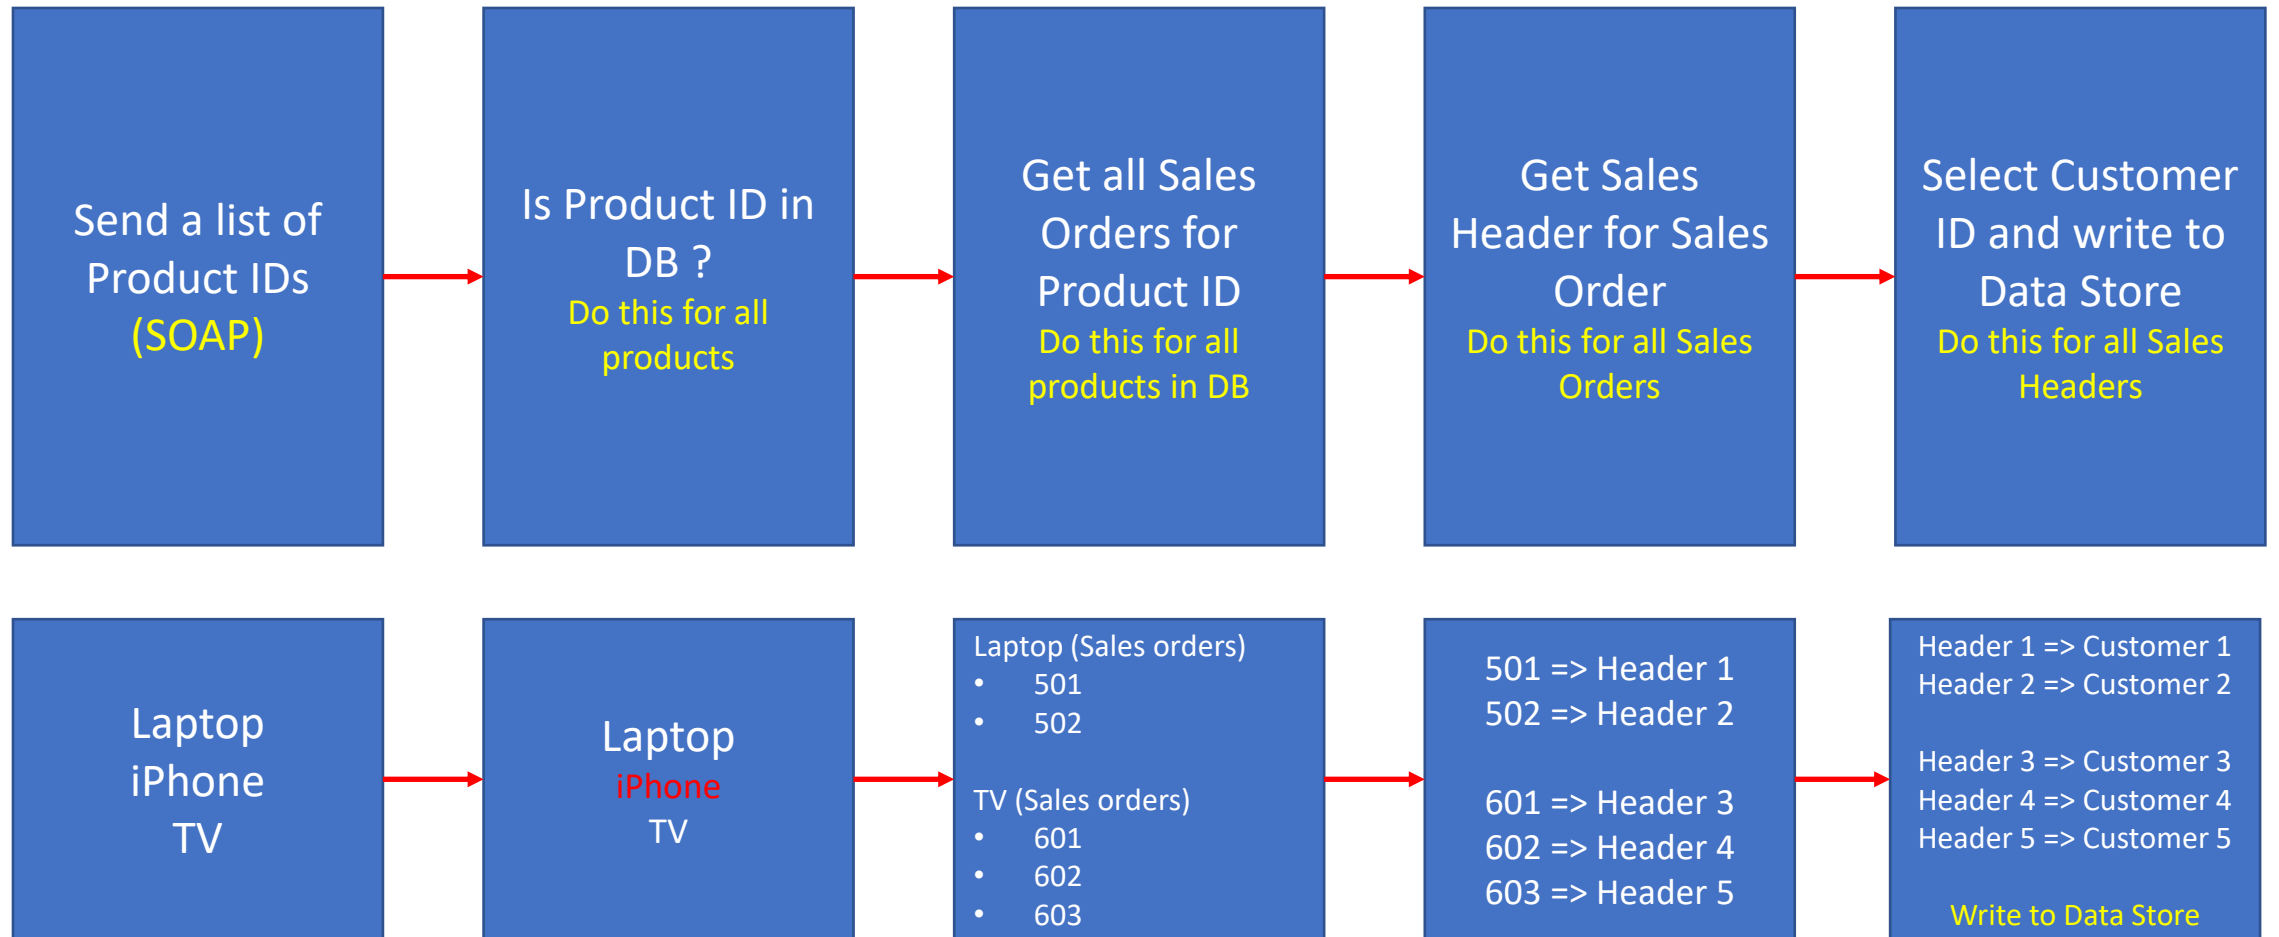 Send a list of
Product IDs
(SOAP)
Is Product ID in
DB ?
Do this for all
products
Get all Sales
Orders for
Product ID
Do this for all
products in DB
Get Sales
Header for Sales
Order
Do this for all Sales
Orders
Select Customer
ID and write to
Data Store
Do this for all Sales
Headers
Laptop
iPhone
TV
Laptop
iPhone
TV
Laptop (Sales orders)
• 501
• 502
TV (Sales orders)
• 601
• 602
• 603
501 => Header 1
502 => Header 2
601 => Header 3
602 => Header 4
603 => Header 5
Header 1 => Customer 1
Header 2 => Customer 2
Header 3 => Customer 3
Header 4 => Customer 4
Header 5 => Customer 5
Write to Data Store